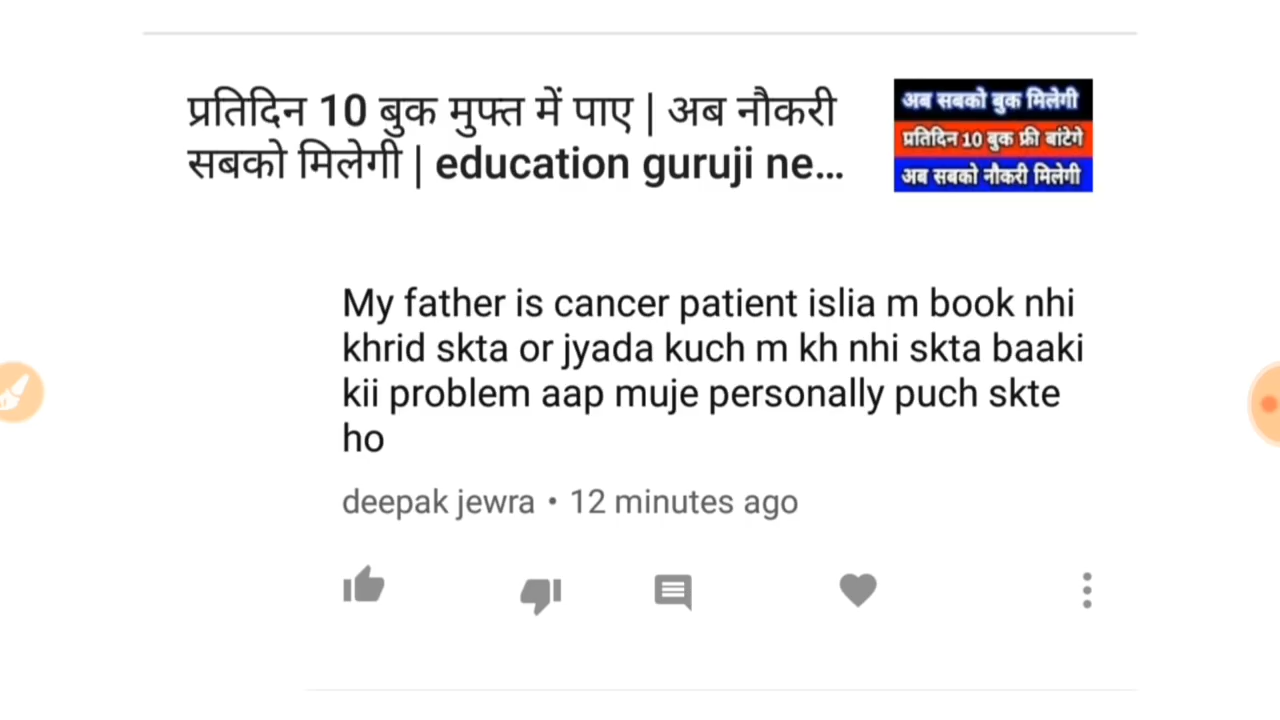 प्रतिदिन 10 बुक मुफ्त में पाए | अब नौकरी
सबको मिलेगी | education guruji ne...
अब सबको बुक मिलेगी
प्रतिदिन 10 बुक फ्री बांटेगे
अब सबको नौकरी मिलेगी
My father is cancer patient islia m book nhi
khrid skta or jyada kuch m kh nhi skta baaki
kii problem aap muje personally puch skte
ho
deepak jewra • 12 minutes ago